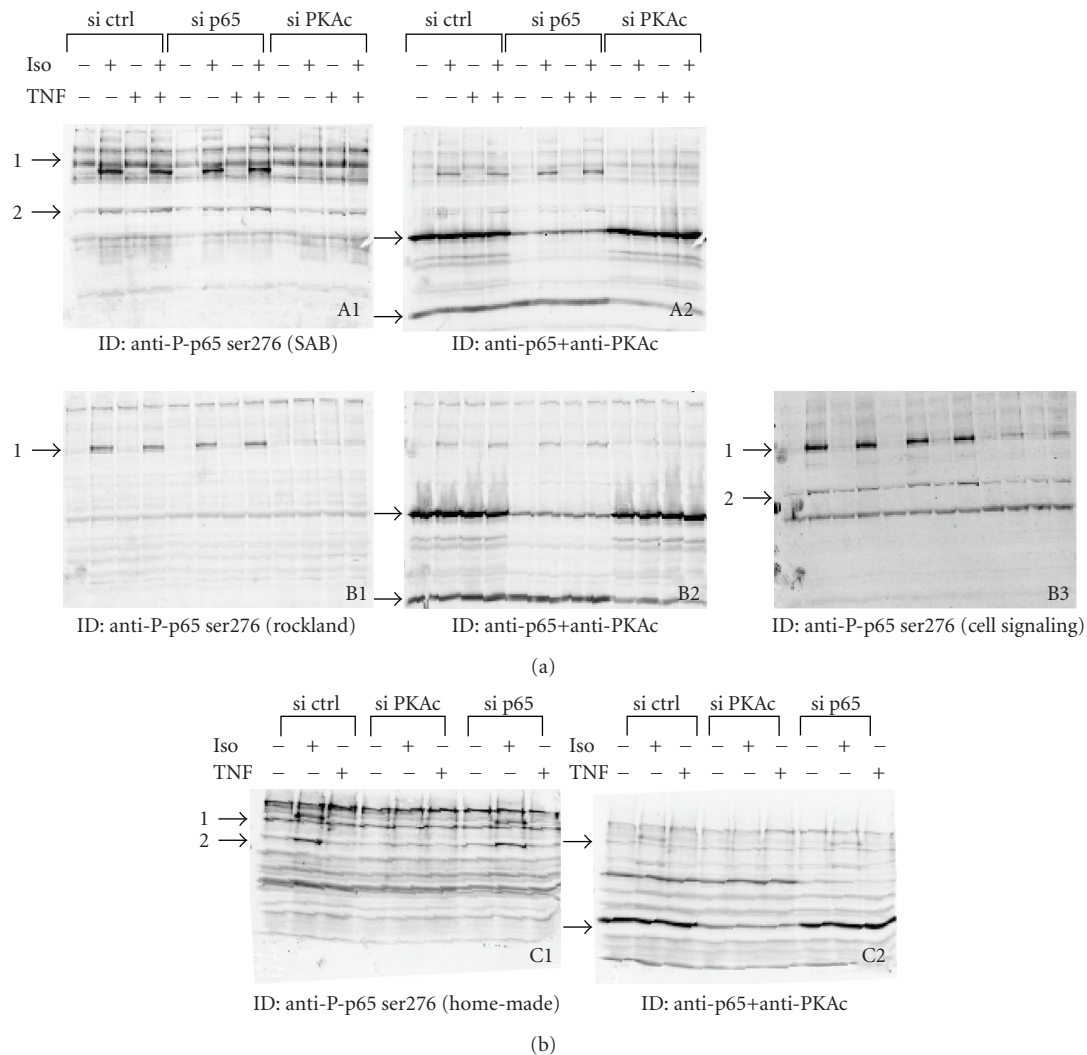 si ctrl si p65 si PKAc si ctrl si p65 si PKAc
Iso − + − + − + − + − + − + − + − + − + − + − + − +
TNF − − + + − − + + − − + + − − + + − − + + − − + +
1
2
A1 A2
ID: anti-P-p65 ser276 (SAB) ID: anti-p65+anti-PKAc
1 1
2
B1 B2 B3
ID: anti-P-p65 ser276 (rockland) ID: anti-p65+anti-PKAc ID: anti-P-p65 ser276 (cell signaling)
(a)
si ctrl si PKAc si p65 si ctrl si PKAc si p65
Iso − + − − + − − + − Iso − + − − + − − + −
TNF − − + − − + − − + TNF − − + − − + − − +
1
2
C1 C2
ID: anti-P-p65 ser276 (home-made) ID: anti-p65+anti-PKAc
(b)